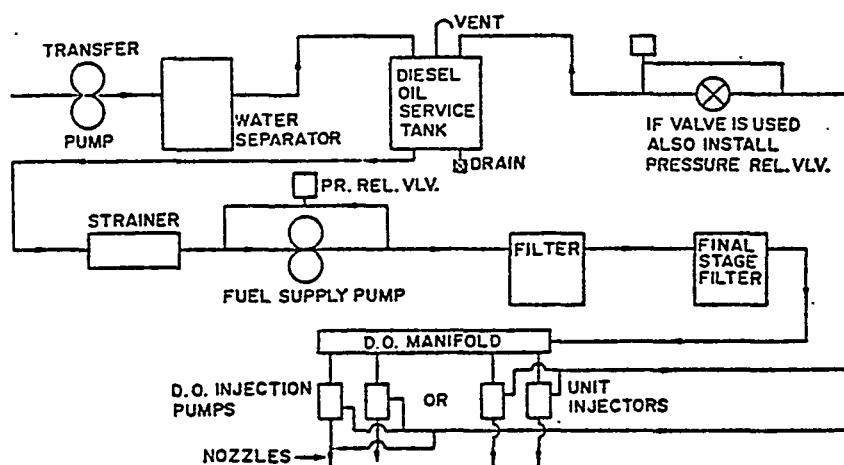 VENT
TRANSFER
PUMP
WATER
SEPARATOR
DIESEL
OIL
SERVICE
TANK
IF VALVE IS USED
ALSO INSTALL
PRESSURE REL. VLV.
DRAIN
PR. REL. VLV.
STRAINER
FUEL SUPPLY PUMP
FILTER
FINAL
STAGE
FILTER
D.O. MANIFOLD
D.O. INJECTION
PUMPS
OR
UNIT
INJECTORS
NOZZLES